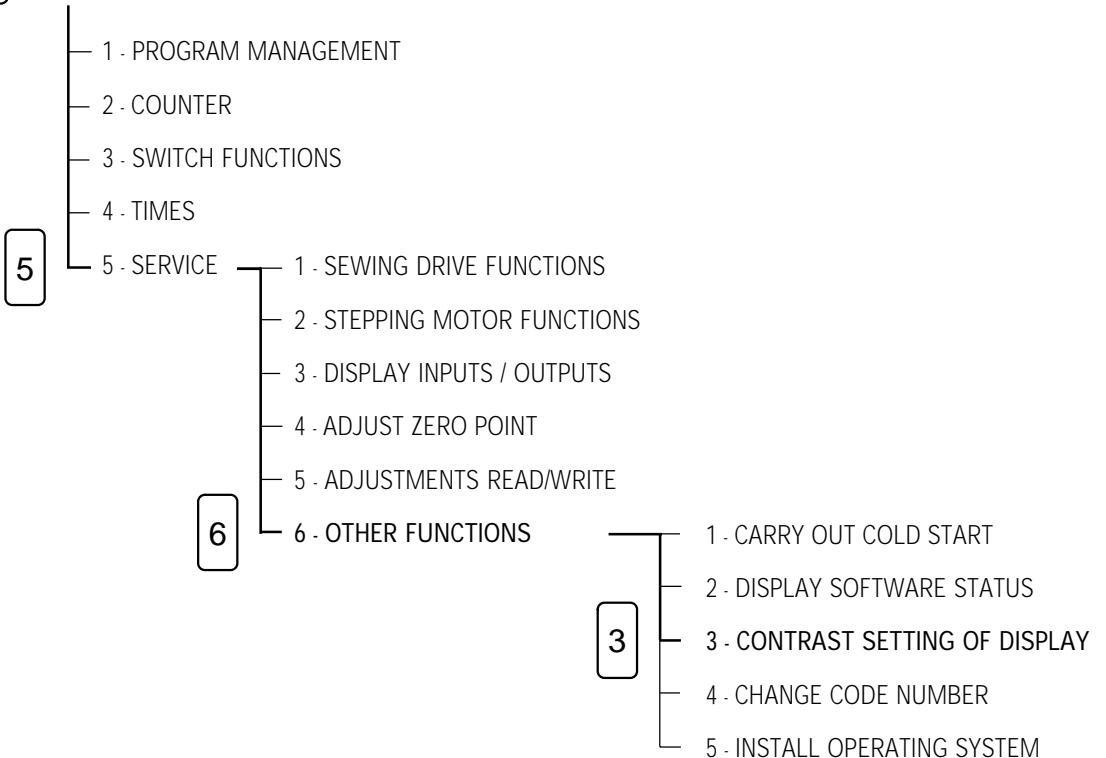 1 - PROGRAM MANAGEMENT
2 - COUNTER
3 - SWITCH FUNCTIONS
4 - TIMES
5
5 - SERVICE
1 - SEWING DRIVE FUNCTIONS
2 - STEPPING MOTOR FUNCTIONS
3 - DISPLAY INPUTS / OUTPUTS
4 - ADJUST ZERO POINT
5 - ADJUSTMENTS READ/WRITE
6
6 - OTHER FUNCTIONS
1 - CARRY OUT COLD START
2 - DISPLAY SOFTWARE STATUS
3
3 - CONTRAST SETTING OF DISPLAY
4 - CHANGE CODE NUMBER
5 - INSTALL OPERATING SYSTEM